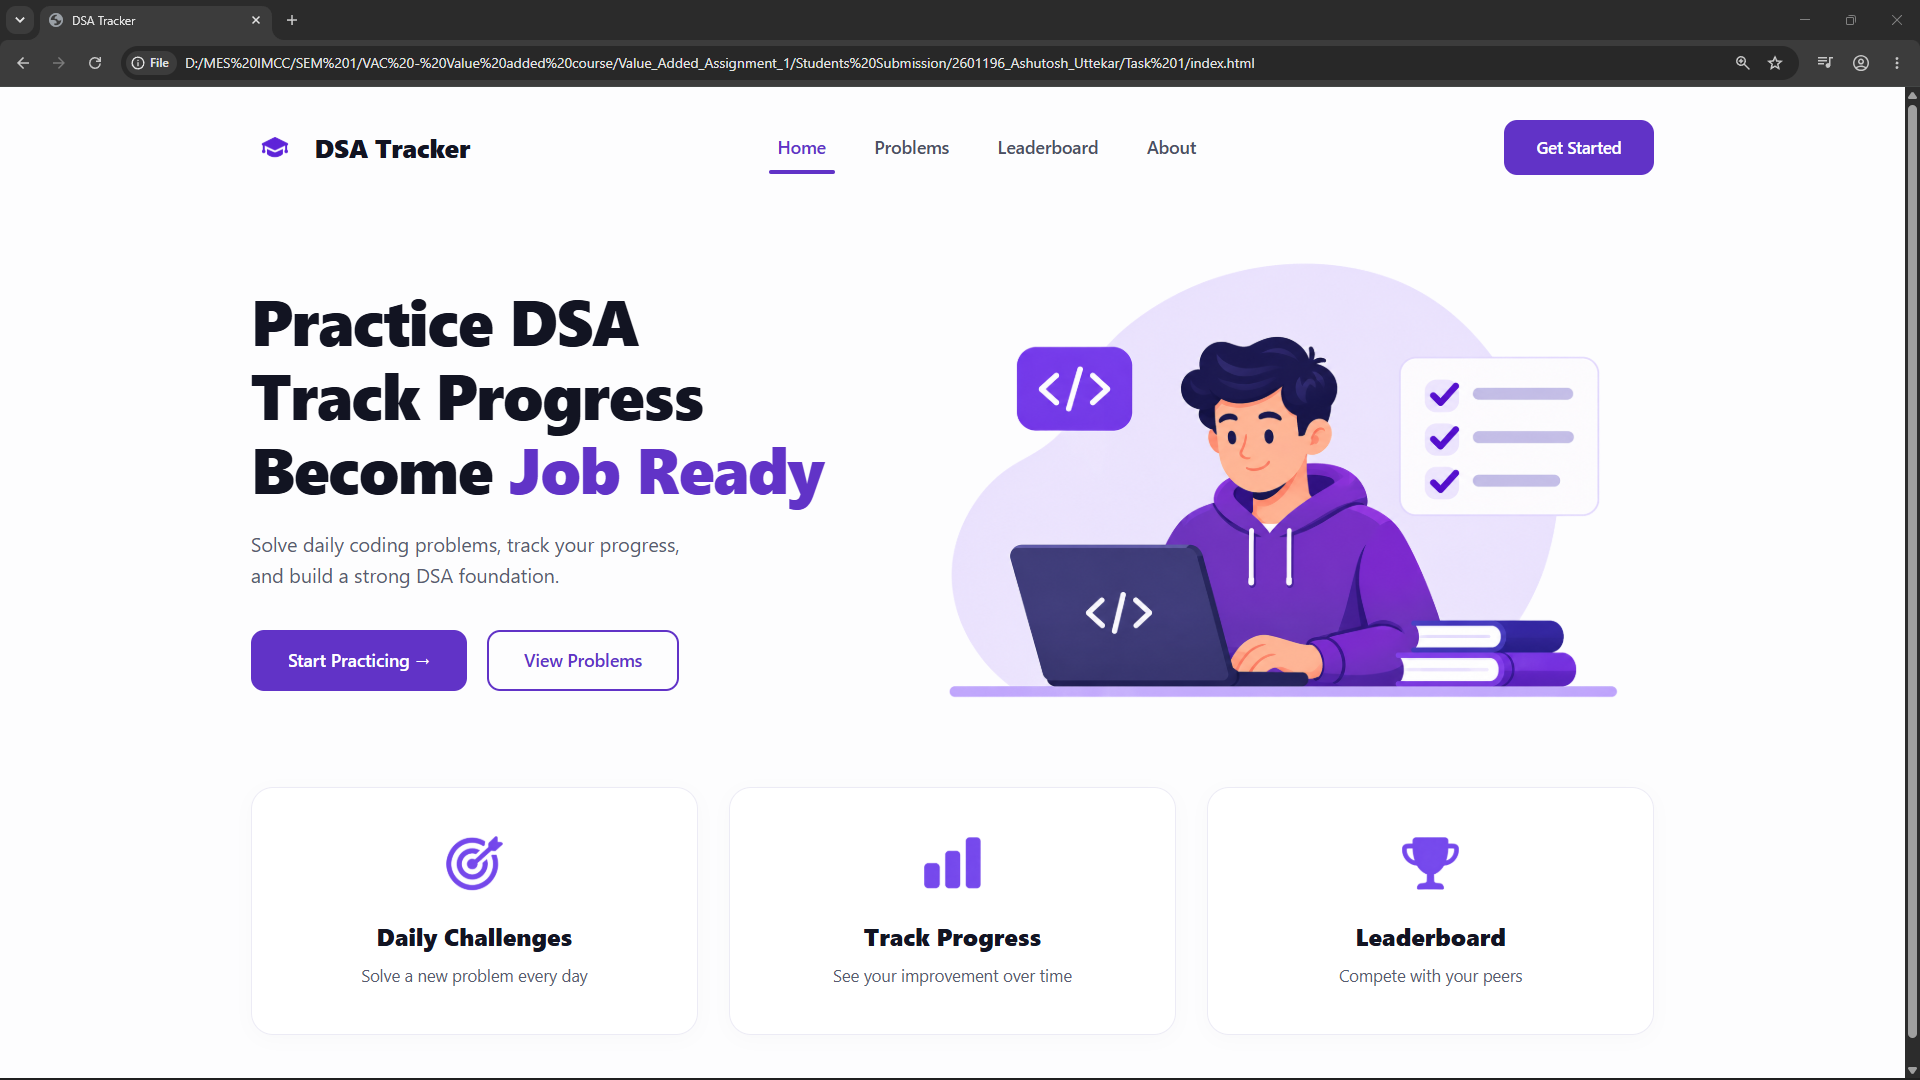 DSA Tracker
File
D:/MES%20IMCC/SEM%201/VAC%20-%20Value%20added%20course/Value_Added_Assignment_1/Students%20Submission/2601196_Ashutosh_Uttekar/Task%201/index.html
DSA Tracker
Home
Problems
Leaderboard
About
Get Started
Practice DSA
Track Progress
Become Job Ready
Solve daily coding problems, track your progress,
and build a strong DSA foundation.
Start Practicing →
View Problems
</>
</>
Daily Challenges
Solve a new problem every day
Track Progress
See your improvement over time
Leaderboard
Compete with your peers